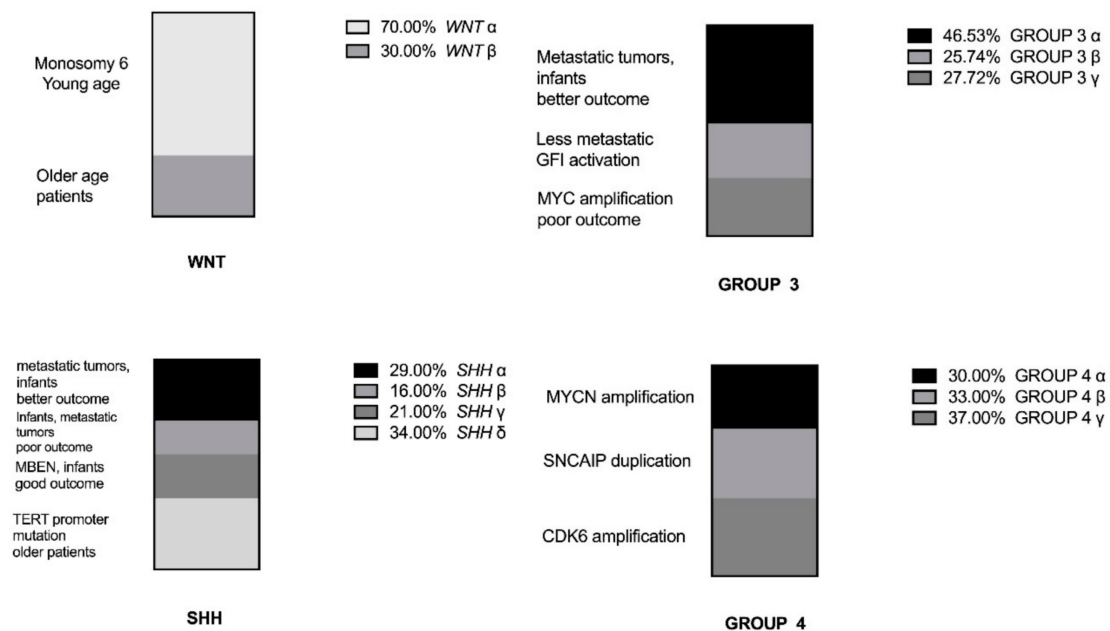 Monosomy 6
Young age
Older age
patients
70.00% WNT α
30.00% WNT β
WNT
Metastatic tumors,
infants
better outcome
Less metastatic
GFI activation
MYC amplification
poor outcome
46.53% GROUP 3 α
25.74% GROUP 3 β
27.72% GROUP 3 γ
GROUP 3
metastatic tumors,
infants
better outcome
Infants, metastatic
tumors
poor outcome
MBEN, infants
good outcome
TERT promoter
mutation
older patients
29.00% SHH α
16.00% SHH β
21.00% SHH γ
34.00% SHH δ
SHH
MYCN amplification
SNCAIP duplication
CDK6 amplification
30.00% GROUP 4 α
33.00% GROUP 4 β
37.00% GROUP 4 γ
GROUP 4